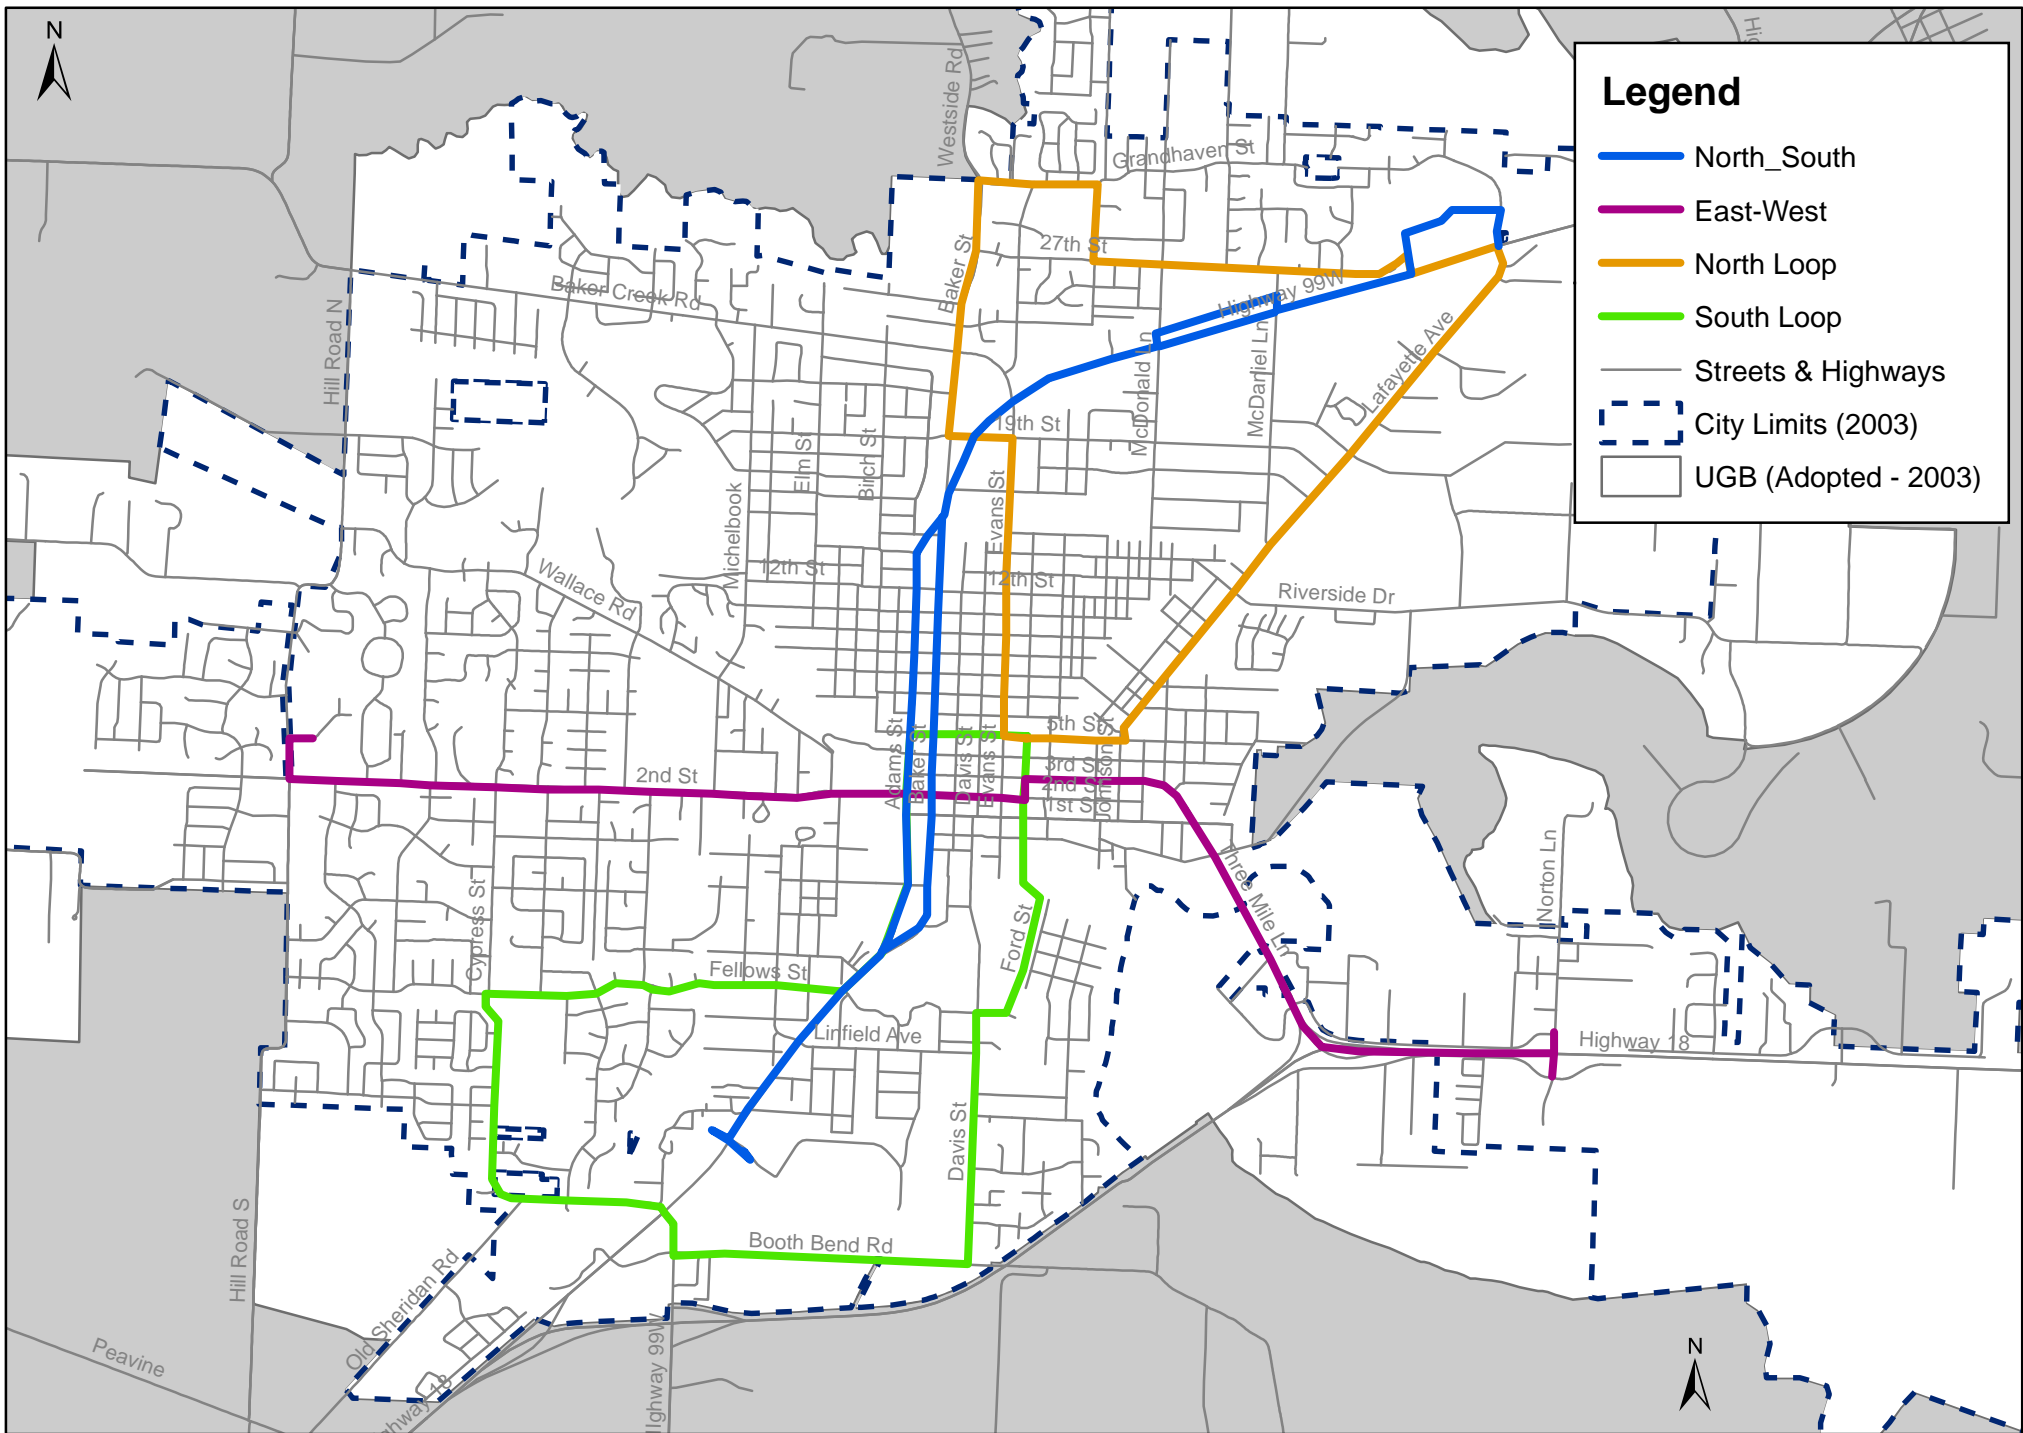 N
Westside Rd
Hi
Legend
North_South
East-West
North Loop
South Loop
Streets & Highways
City Limits (2003)
UGB (Adopted - 2003)
Grandhaven St
27th St
Baker St
Baker Creek Rd
Highway 99W
Hill Road N
McDonald Ln
McDaniel Ln
Lafayette Ave
19th St
Elm St
Birch St
Evans St
Michelbook
12th St
12th St
Wallace Rd
Riverside Dr
5th St
Adams St
Baker St
Davis St
Evans St
Johnson St
3rd St
2nd St
2nd St
1st St
Three Mile Ln
Norton Ln
Cypress St
Ford St
Fellows St
Linfield Ave
Highway 18
Davis St
Booth Bend Rd
Hill Road S
Old Sheridan Rd
Peavine
ghway 18
Ighway 99W
N